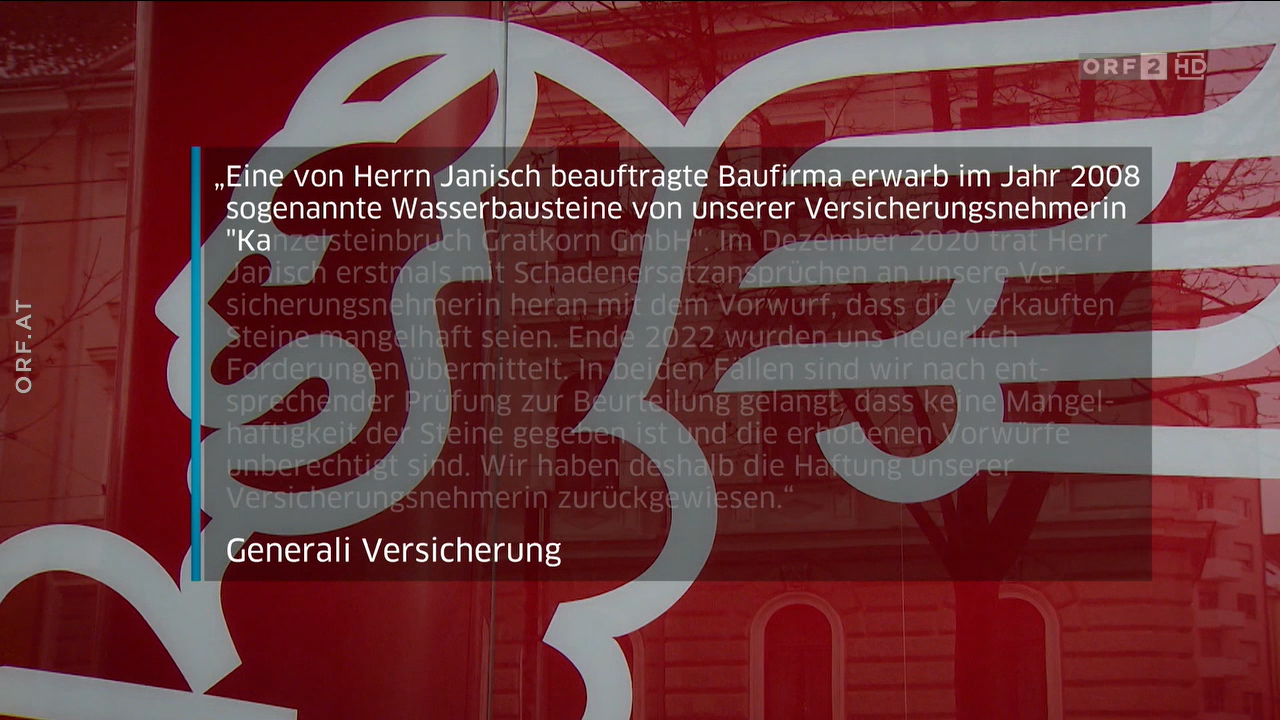 ORF 2 HD
„Eine von Herrn Janisch beauftragte Baufirma erwarb im Jahr 2008
sogenannte Wasserbausteine von unserer Versicherungsnehmerin
"Kanzelsteinbruch Gratkorn GmbH". Im Dezember 2020 trat Herr
Janisch erstmals mit Schadenersatzansprüchen an unsere Ver-
sicherungsnehmerin heran mit dem Vorwurf, dass die verkauften
Steine mangelhaft seien. Ende 2022 wurden uns neuerlich
Forderungen übermittelt. In beiden Fällen sind wir nach ent-
sprechender Prüfung zur Beurteilung gelangt, dass keine Mangel-
haftigkeit der Steine gegeben ist und die erhobenen Vorwürfe
unberechtigt sind. Wir haben deshalb die Haftung unserer
Versicherungsnehmerin zurückgewiesen.“
Generali Versicherung
ORF.AT